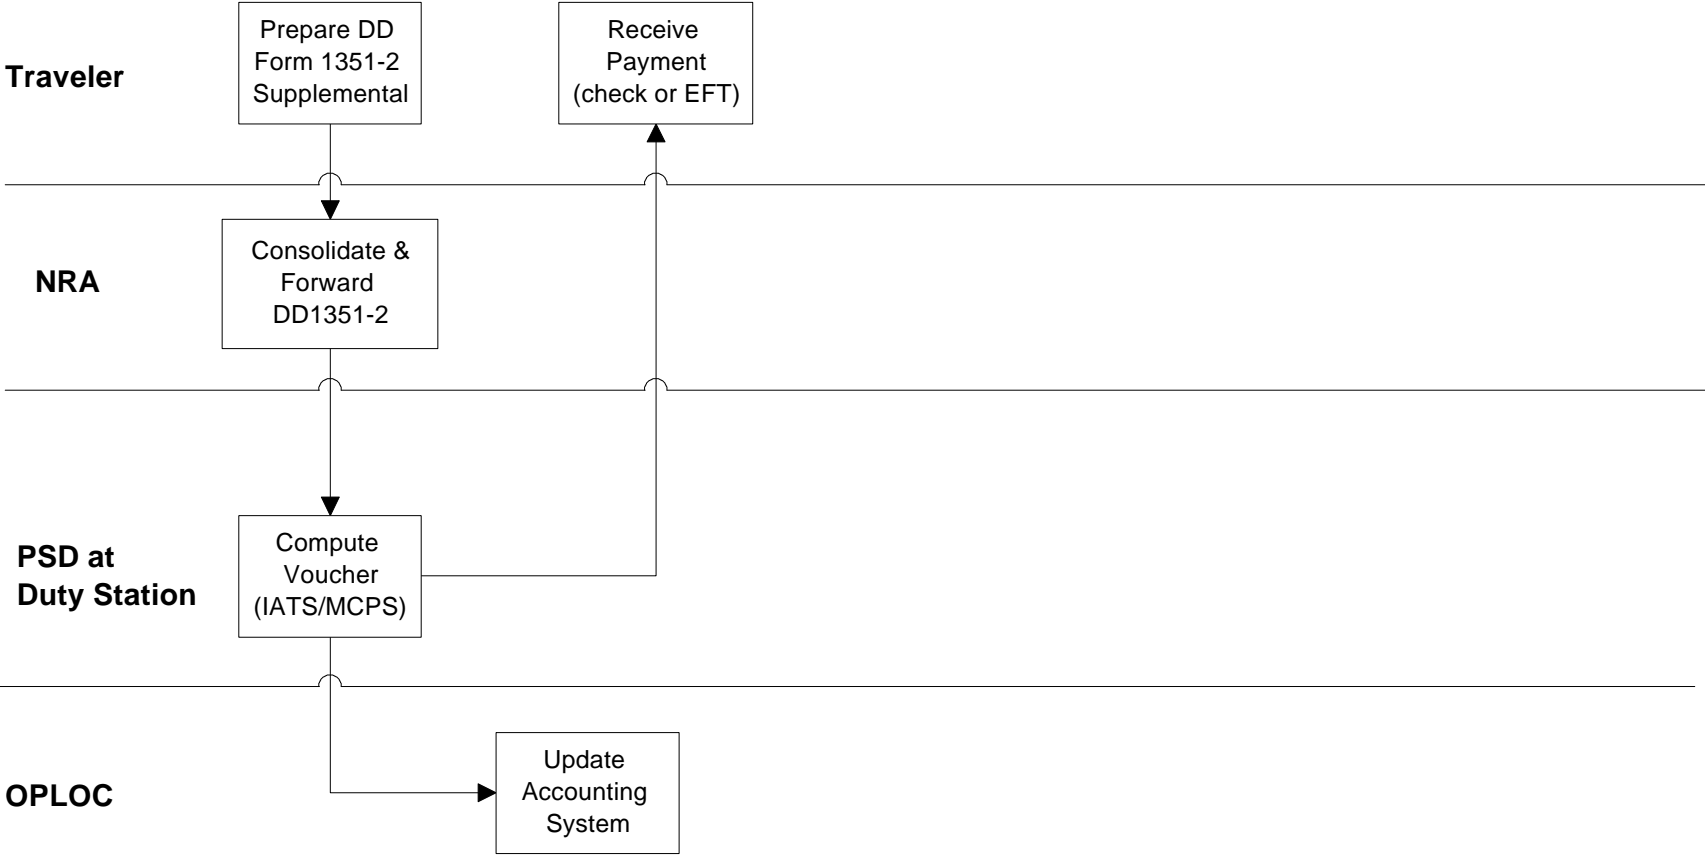 Traveler
Prepare DD
Form 1351-2
Supplemental
Receive
Payment
(check or EFT)
NRA
Consolidate &
Forward
DD1351-2
PSD at
Duty Station
Compute
Voucher
(IATS/MCPS)
OPLOC
Update
Accounting
System